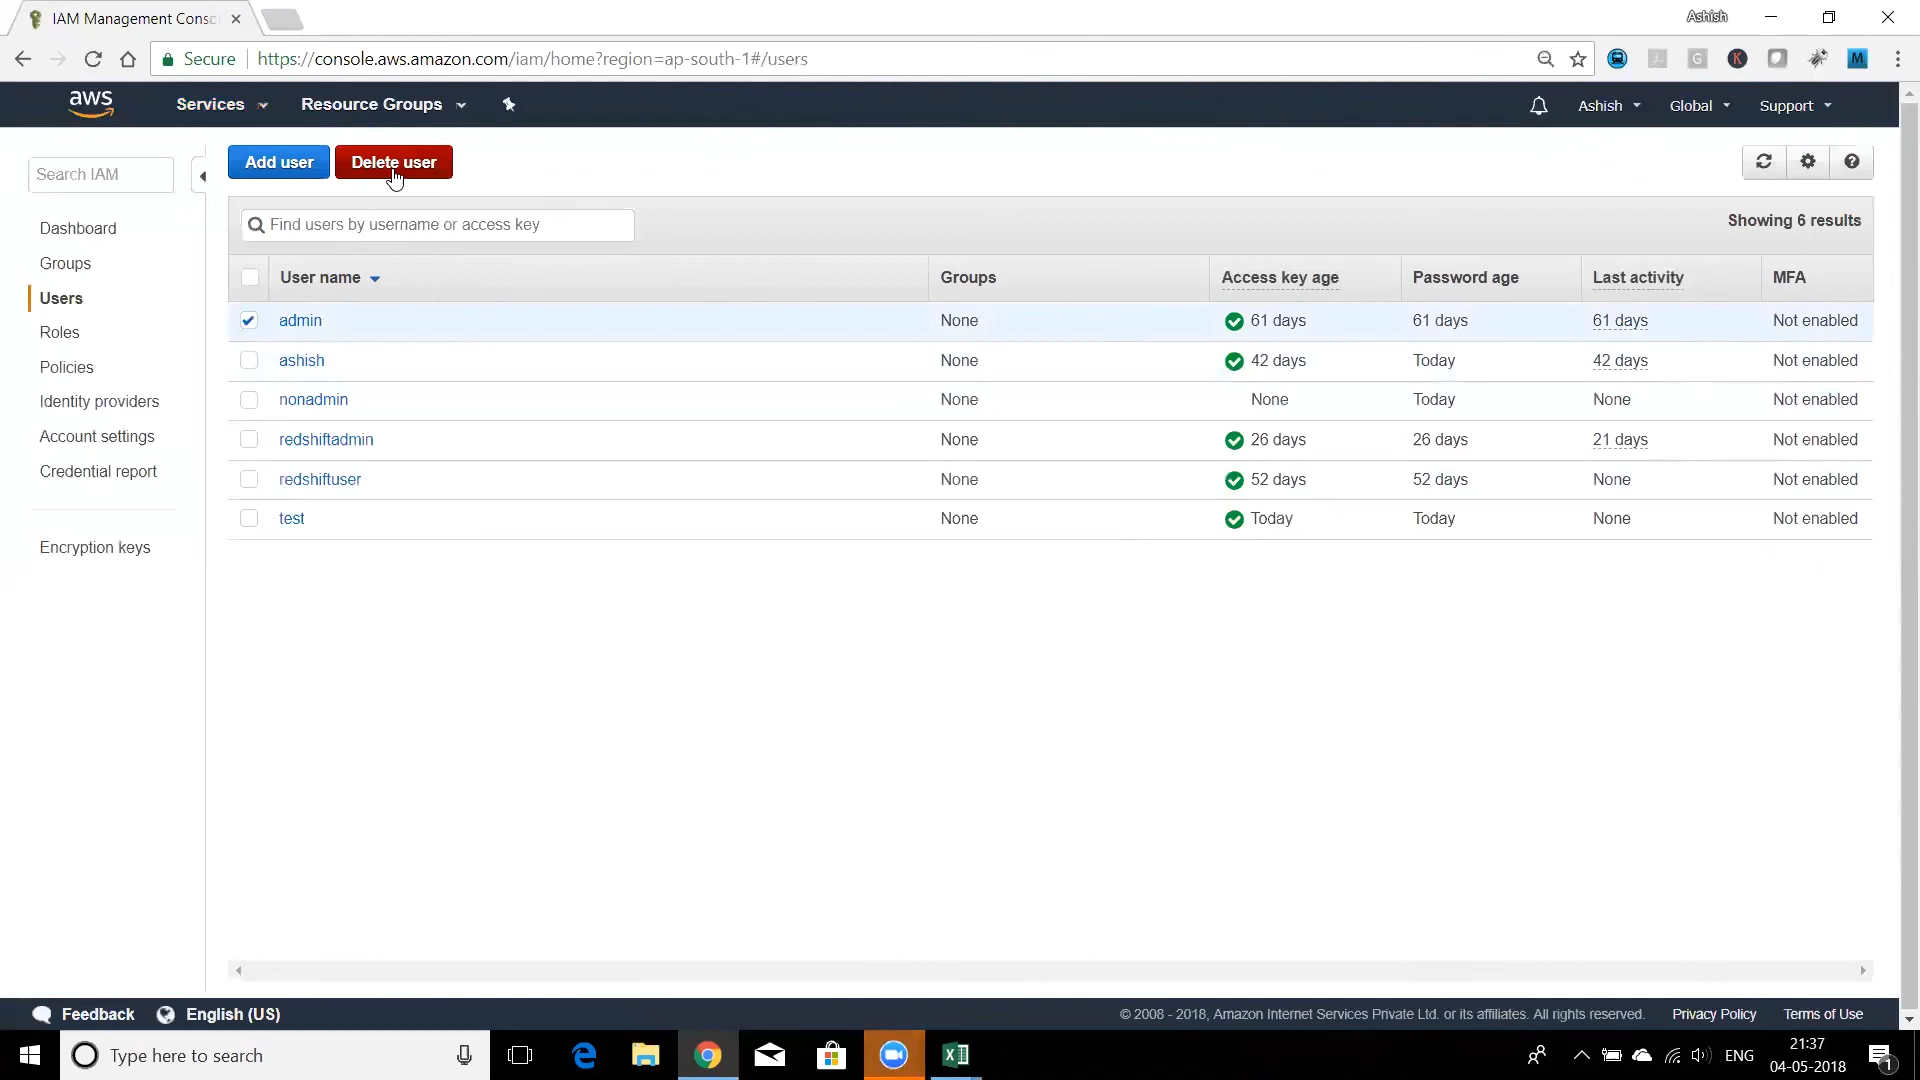 IAM Management Conso
Ashish
Secure
https://console.aws.amazon.com/iam/home?region=ap-south-1#/users
aws
Services
Resource Groups
Ashish
Global
Support
Search IAM
Dashboard
Groups
Users
Roles
Policies
Identity providers
Account settings
Credential report
Encryption keys
Add user
Delete user
Find users by username or access key
Showing 6 results
User name Groups Access key age Password age Last activity MFA
admin None 61 days 61 days 61 days Not enabled
ashish None 42 days Today 42 days Not enabled
nonadmin None None Today None Not enabled
redshiftadmin None 26 days 26 days 21 days Not enabled
redshiftuser None 52 days 52 days None Not enabled
test None Today Today None Not enabled
Feedback
English (US)
© 2008 - 2018, Amazon Internet Services Private Ltd. or its affiliates. All rights reserved.
Privacy Policy
Terms of Use
Type here to search
ENG
21:37
04-05-2018
1